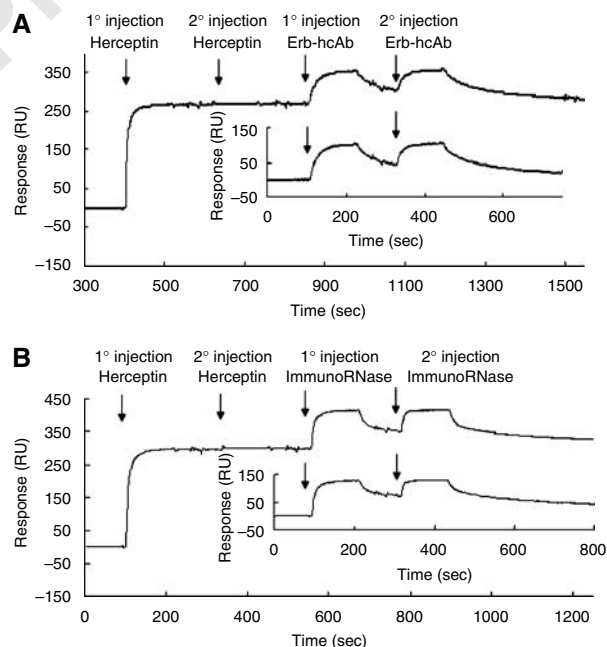 A
1° injection 2° injection 1° injection 2° injection
Herceptin Herceptin Erb-hcAb Erb-hcAb
Response (RU)
350
250
150
50
−50
−150
300 500 700 900 1100 1300 1500
Time (sec)
Response (RU)
150
50
−50
0 200 400 600
Time (sec)
B
1° injection 2° injection 1° injection 2° injection
Herceptin Herceptin ImmunoRNase ImmunoRNase
Response (RU)
450
350
250
150
50
−50
−150
0 200 400 600 800 1000 1200
Time (sec)
Response (RU)
150
50
−50
0 200 400 600 800
Time (sec)